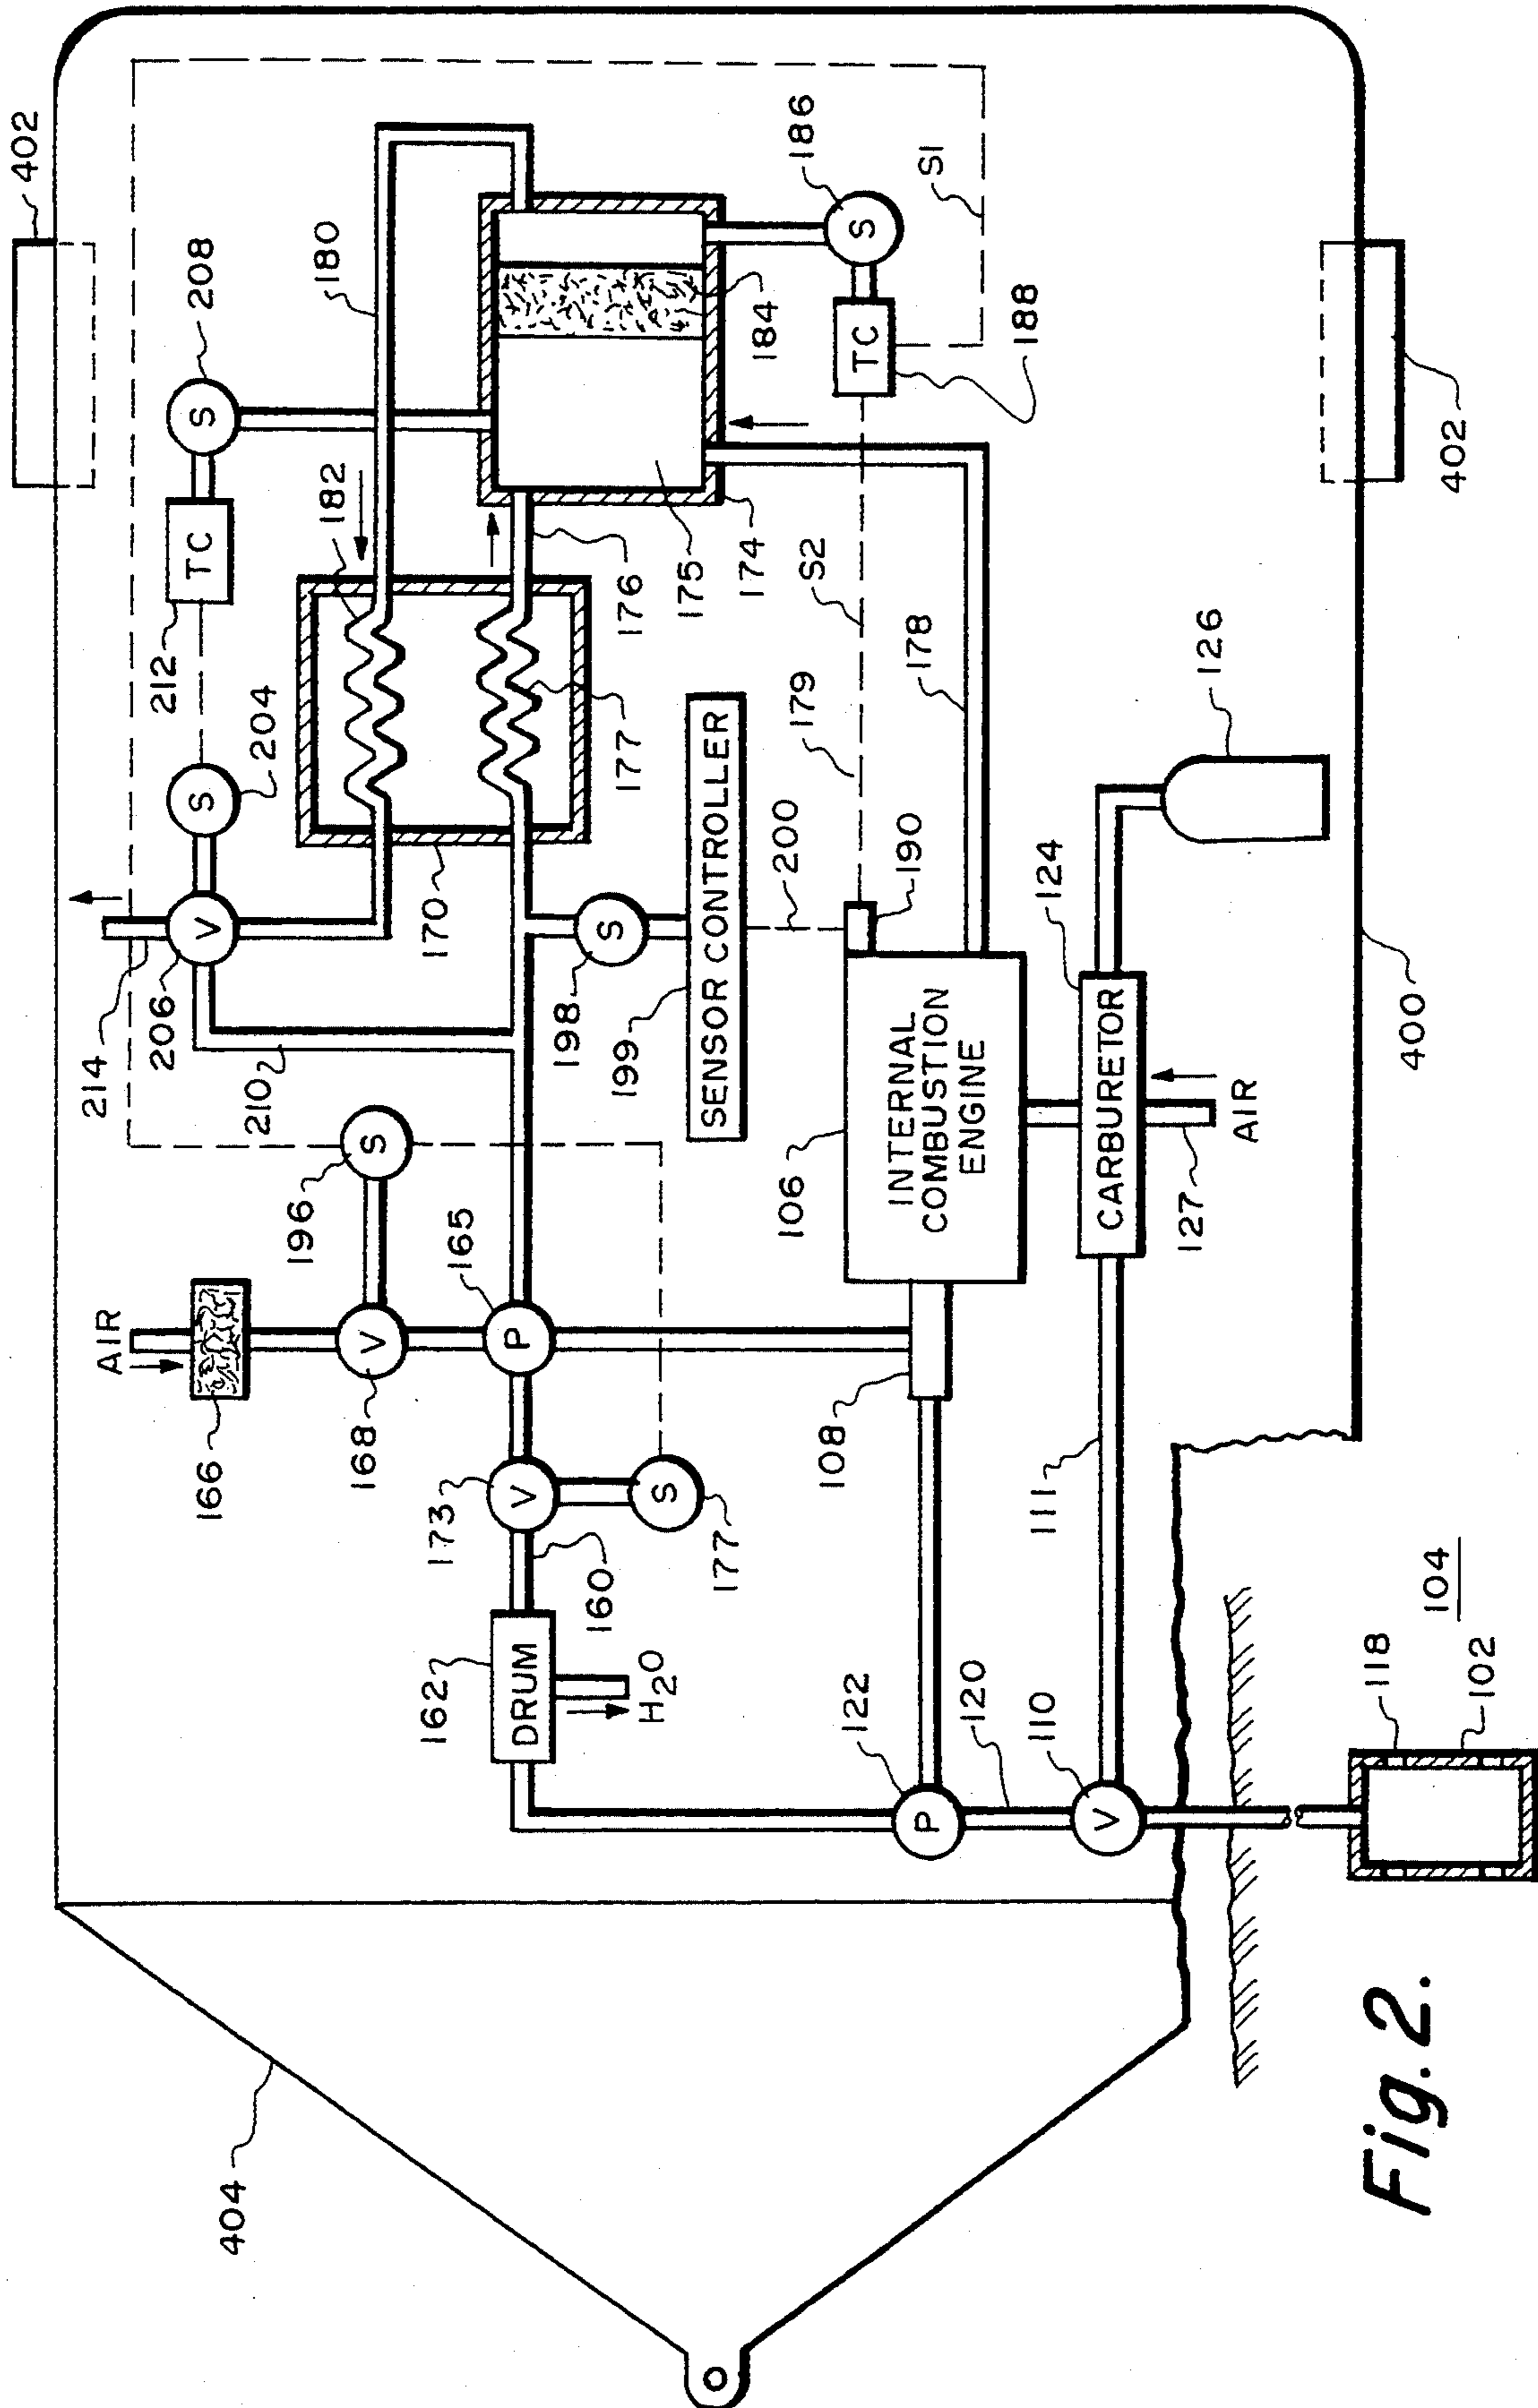 402
208
180
186
S1
S
S
TC
TC
182
184
188
212
204
S
176
175
174
S2
178
179
177
126
402
214
206
V
170
S
198
200
190
199
SENSOR CONTROLLER
124
210
196
S
165
106
INTERNAL
COMBUSTION
ENGINE
CARBURETOR
127
AIR
400
AIR
166
V
168
P
108
111
173
V
S
177
160
162
DRUM
H2O
122
P
120
110
V
104
118
102
404
Fig. 2.